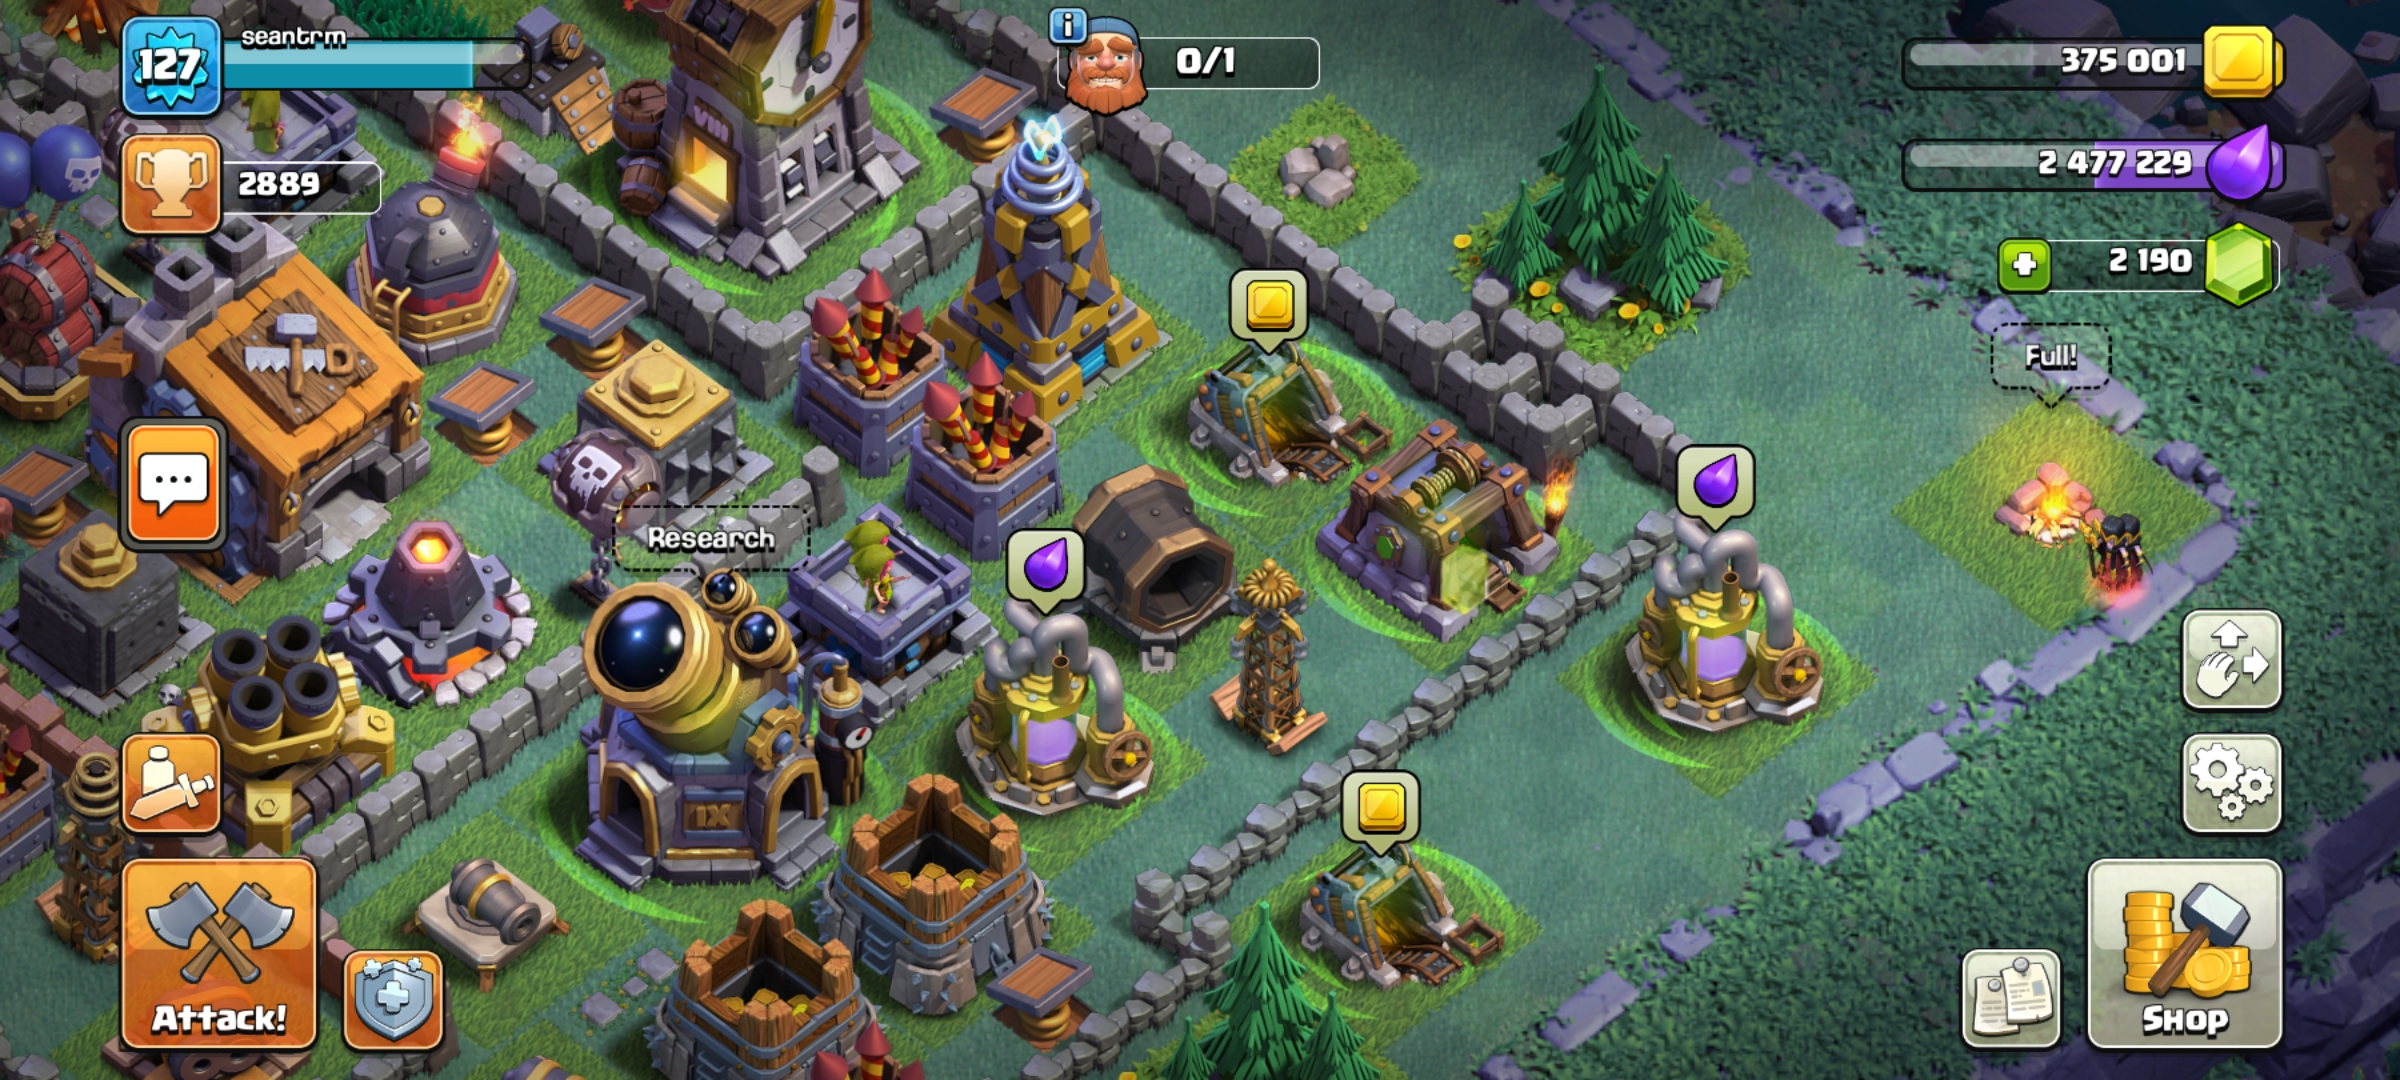 127
seantrm
i
0/1
375 001
2889
2 477 229
2 190
VIII
Full!
Research
IX
Attack!
Shop